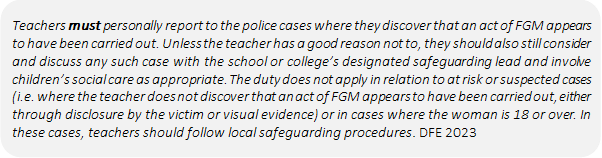 Teachers must personally report to the police cases where they discover that an act of FGM appears
to have been carried out. Unless the teacher has a good reason not to, they should also still consider
and discuss any such case with the school or college’s designated safeguarding lead and involve
children’s social care as appropriate. The duty does not apply in relation to at risk or suspected cases
(i.e. where the teacher does not discover that an act of FGM appears to have been carried out, either
through disclosure by the victim or visual evidence) or in cases where the woman is 18 or over. In
these cases, teachers should follow local safeguarding procedures. DFE 2023